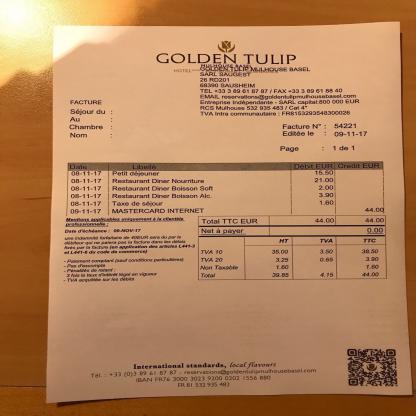 GOLDEN TULIP
MULHOUSE BASEL
GOLDEN TULIP MULHOUSE BASEL
SARL SAUGEST
26 RD201
68390 SAUSHEIM
TEL +33 3 89 61 87 87 / FAX +33 3 89 61 88 40
EMAIL reservations@goldentulipmulhousebasel.com
Entreprise Indépendante - SARL capital:800 000 EUR
RCS Mulhouse 532 935 483 / Cat 4*
TVA Intra communautaire : FR8153293548300026
FACTURE
Séjour du :
Au
Chambre :
Nom :
Facture N° : 54221
Editée le : 09-11-17
Page : 1 de 1
Date Libellé Débit EUR Credit EUR
08-11-17 Petit déjeuner 15.50
08-11-17 Restaurant Diner Nourriture 21.00
08-11-17 Restaurant Diner Boisson Soft 2.00
08-11-17 Restaurant Diner Boisson Alc. 3.90
08-11-17 Taxe de séjour 1.60
09-11-17 MASTERCARD INTERNET 44.00
Mentions applicables uniquement à la clientèle
professionnelle :
Date d'échéance : 09-NOV-17
une indemnité forfaitaire de 40EUR sera du par le
débiteur qui ne paiera pas la facture dans les délais
fixés par la facture (en application des articles L441-3
et L441-6 du code de commerce)
- Paiement comptant (sauf conditions particulières)
- Pas d'escompte
- Pénalités de retard :
3 fois le taux d'intérêt légal en vigueur
- TVA acquittée sur les débits
Total TTC EUR 44.00 44.00
Net à payer 0.00
HT TVA TTC
TVA 10 35.00 3.50 38.50
TVA 20 3.25 0.65 3.90
Non Taxable 1.60 1.60
Total 39.85 4.15 44.00
International standards, local flavours
Tél. : +33 (0)3 89 61 87 87 - reservations@goldentulipmulhousebasel.com
IBAN FR76 3000 3023 9200 0202 1556 880
FR 81 532 935 483